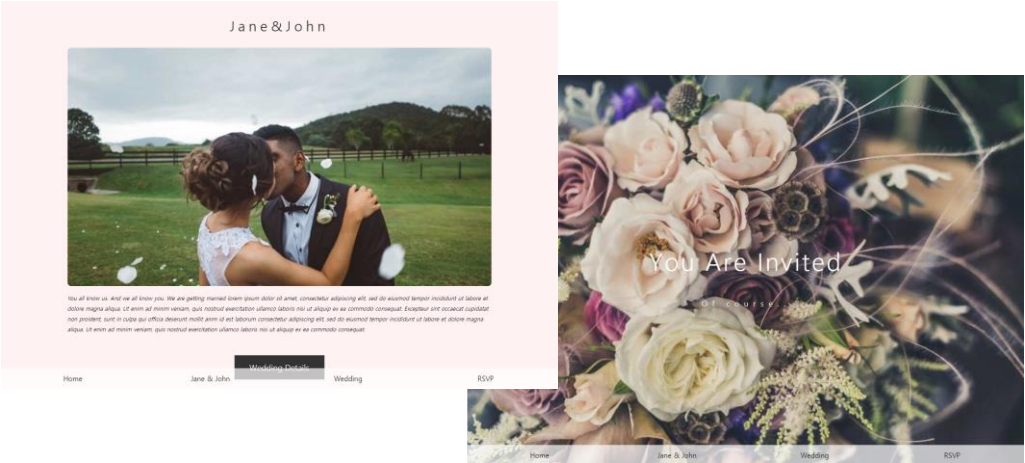 Jane&John
You all know us. And we all know you. We are getting married lorem ipsum dolor sit amet, consectetur adipiscing elit, sed do eiusmod tempor incididunt ut labore et
dolore magna aliqua. Ut enim ad minim veniam, quis nostrud exercitation ullamco laboris nisi ut aliquip ex ea commodo consequat. Excepteur sint occaecat cupidatat
non proident, sunt in culpa qui officia deserunt mollit anim id est laborum consectetur adipiscing elit, sed do eiusmod tempor incididunt ut labore et dolore magna
aliqua. Ut enim ad minim veniam, quis nostrud exercitation ullamco laboris nisi ut aliquip ex ea commodo consequat.
Wedding Details
Home Jane & John Wedding RSVP
You Are Invited
Of course...
Home Jane & John Wedding RSVP